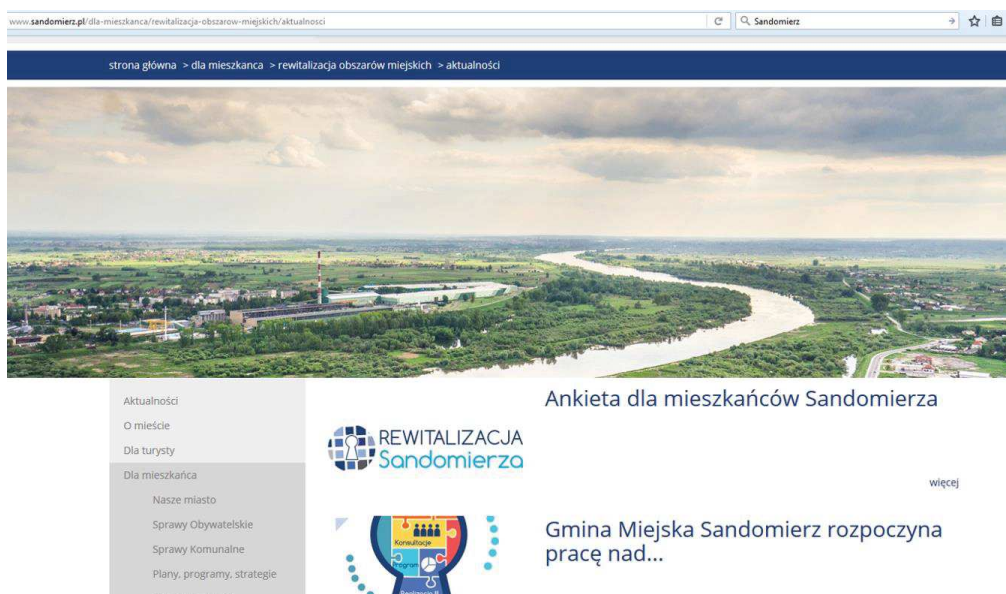 www.sandomierz.pl/dla-mieszkanca/rewitalizacja-obszarow-miejskich/aktualnosci
Sandomierz
strona główna > dla mieszkanca > rewitalizacja obszarów miejskich > aktualności
Aktualności
O mieście
Dla turysty
Dla mieszkańca
Nasze miasto
Sprawy Obywatelskie
Sprawy Komunalne
Plany, programy, strategie
REWITALIZACJA
Sandomierza
Ankieta dla mieszkańców Sandomierza
więcej
Konsultacje
Program
Gmina Miejska Sandomierz rozpoczyna
pracę nad...